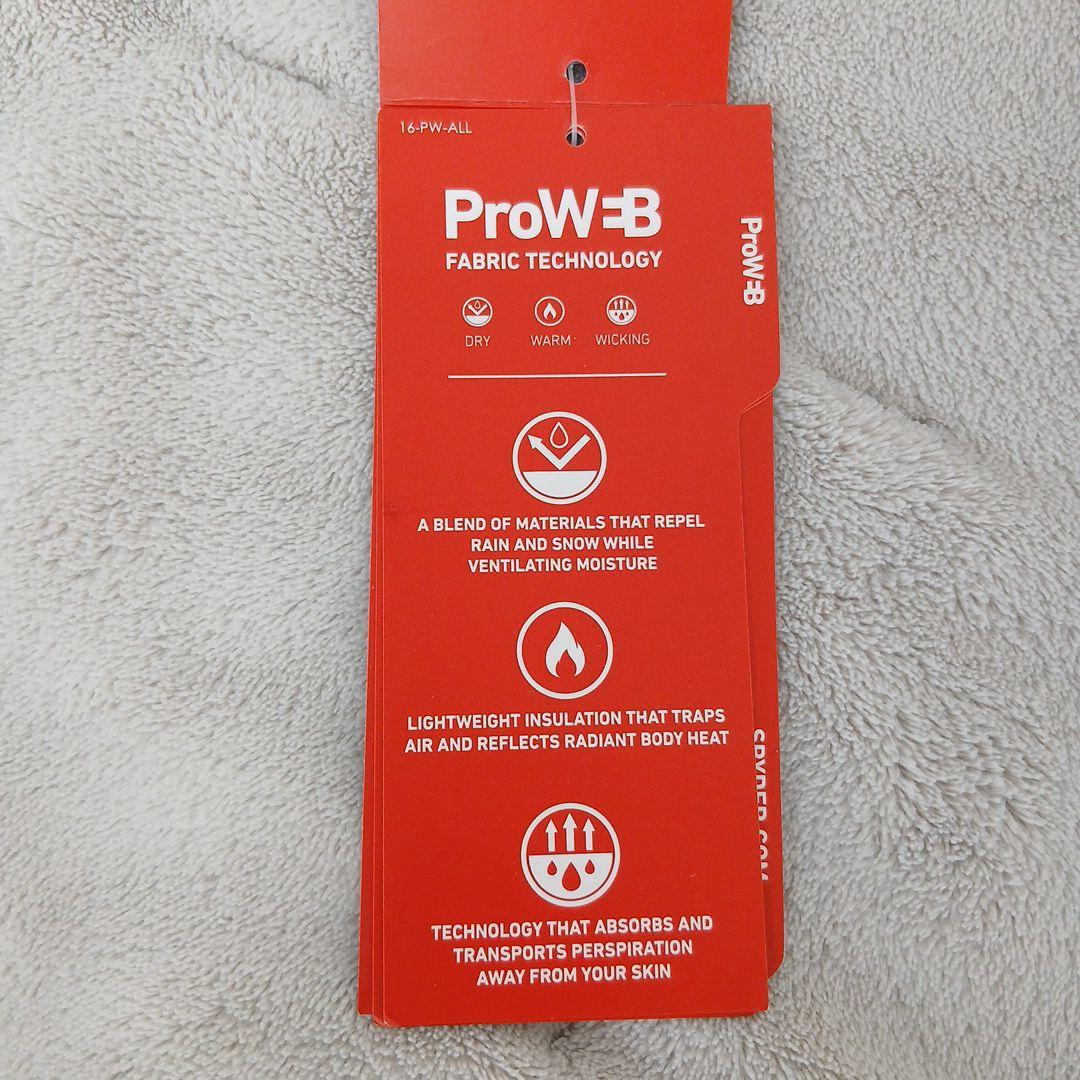 16-PW-ALL
ProWEB
FABRIC TECHNOLOGY
DRY WARM WICKING
A BLEND OF MATERIALS THAT REPEL
RAIN AND SNOW WHILE
VENTILATING MOISTURE
LIGHTWEIGHT INSULATION THAT TRAPS
AIR AND REFLECTS RADIANT BODY HEAT
TECHNOLOGY THAT ABSORBS AND
TRANSPORTS PERSPIRATION
AWAY FROM YOUR SKIN
ProWEB
SPYDER.COM